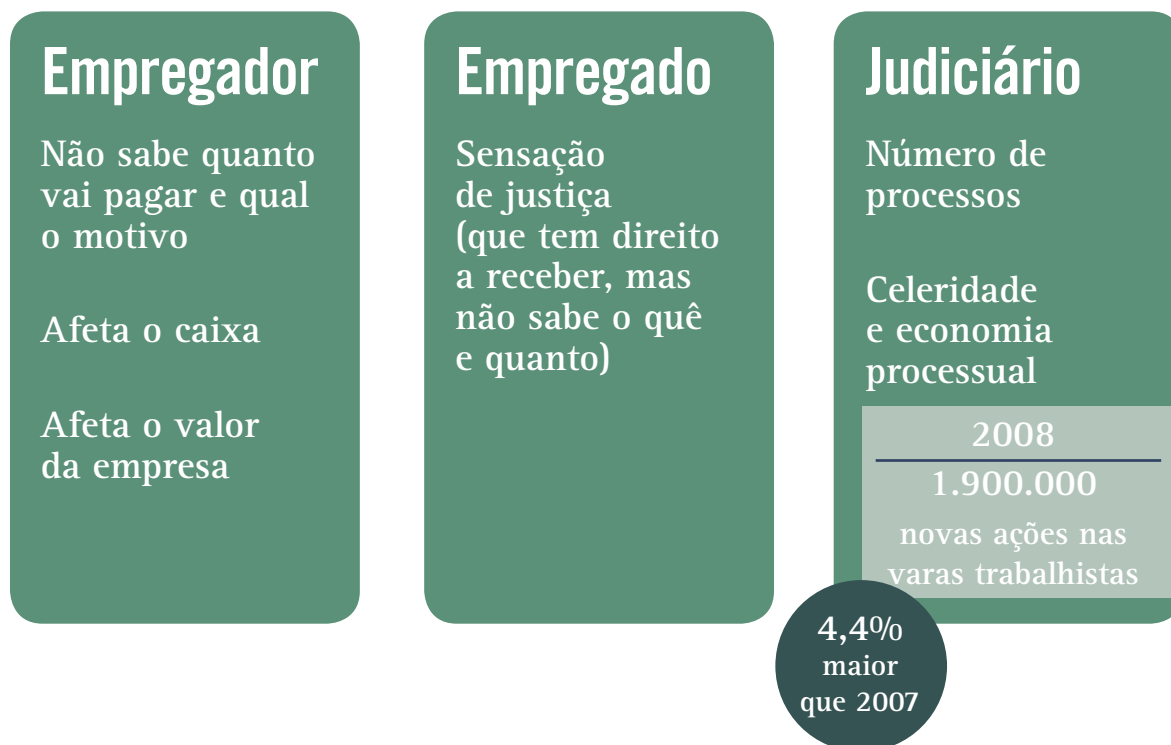 Empregador
Não sabe quanto
vai pagar e qual
o motivo
Afeta o caixa
Afeta o valor
da empresa
Empregado
Sensação
de justiça
(que tem direito
a receber, mas
não sabe o quê
e quanto)
Judiciário
Número de
processos
Celeridade
e economia
processual
2008
1.900.000
novas ações nas
varas trabalhistas
4,4%
maior
que 2007